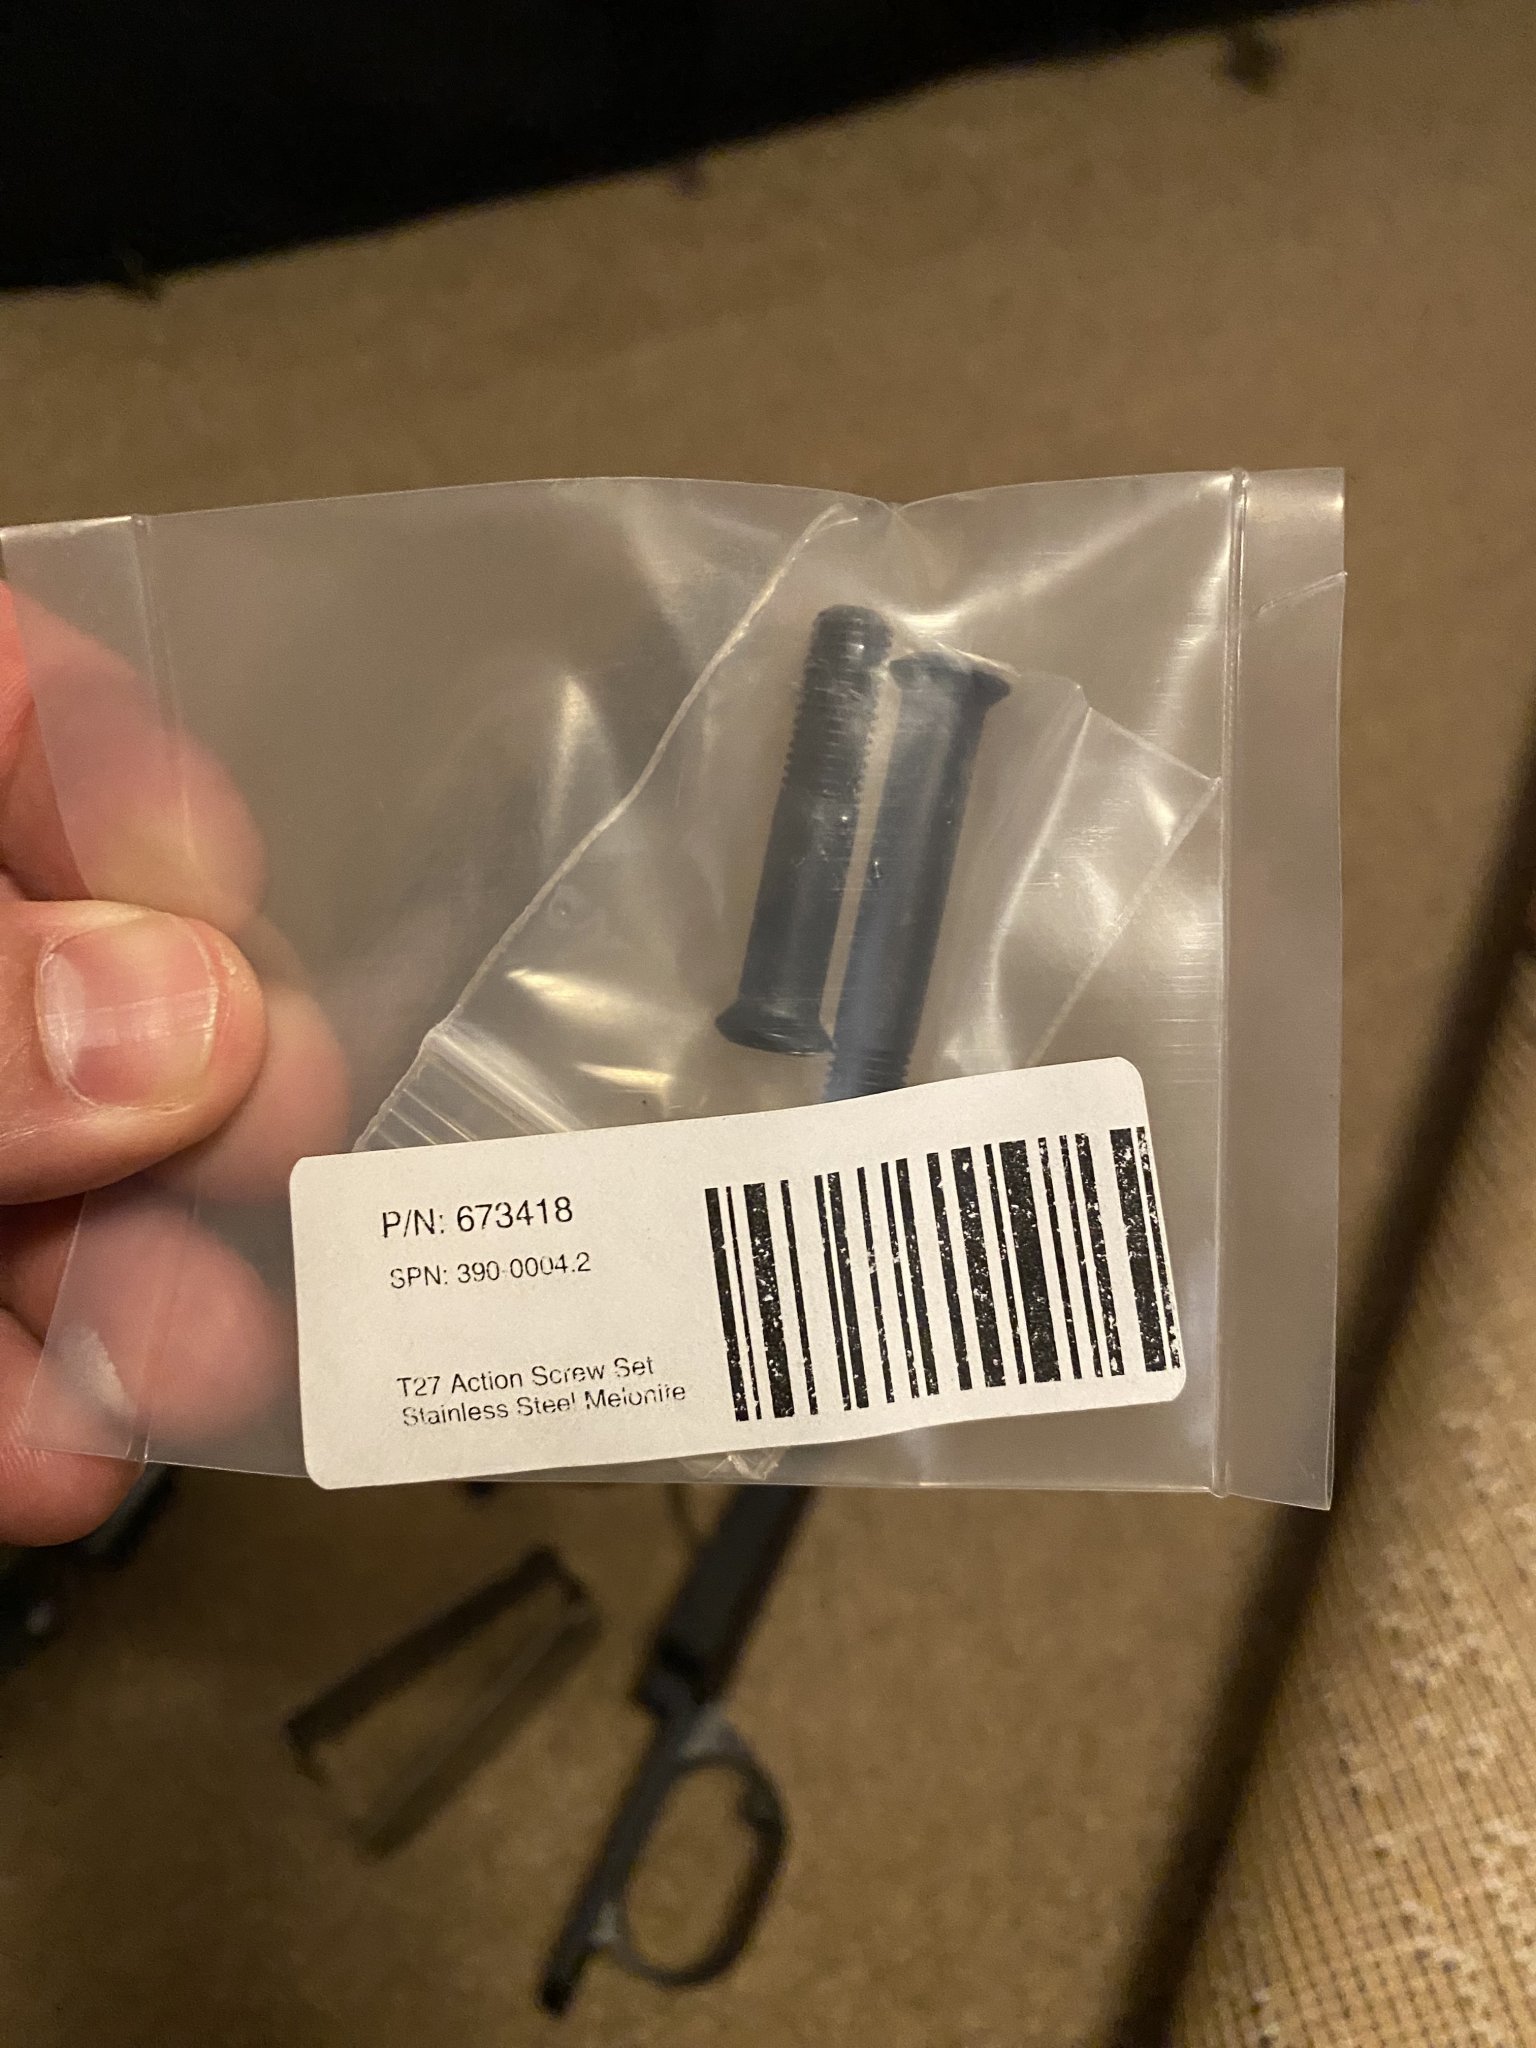 P/N: 673418
SPN: 390-0004.2
T27 Action Screw Set
Stainless Steel Melonite